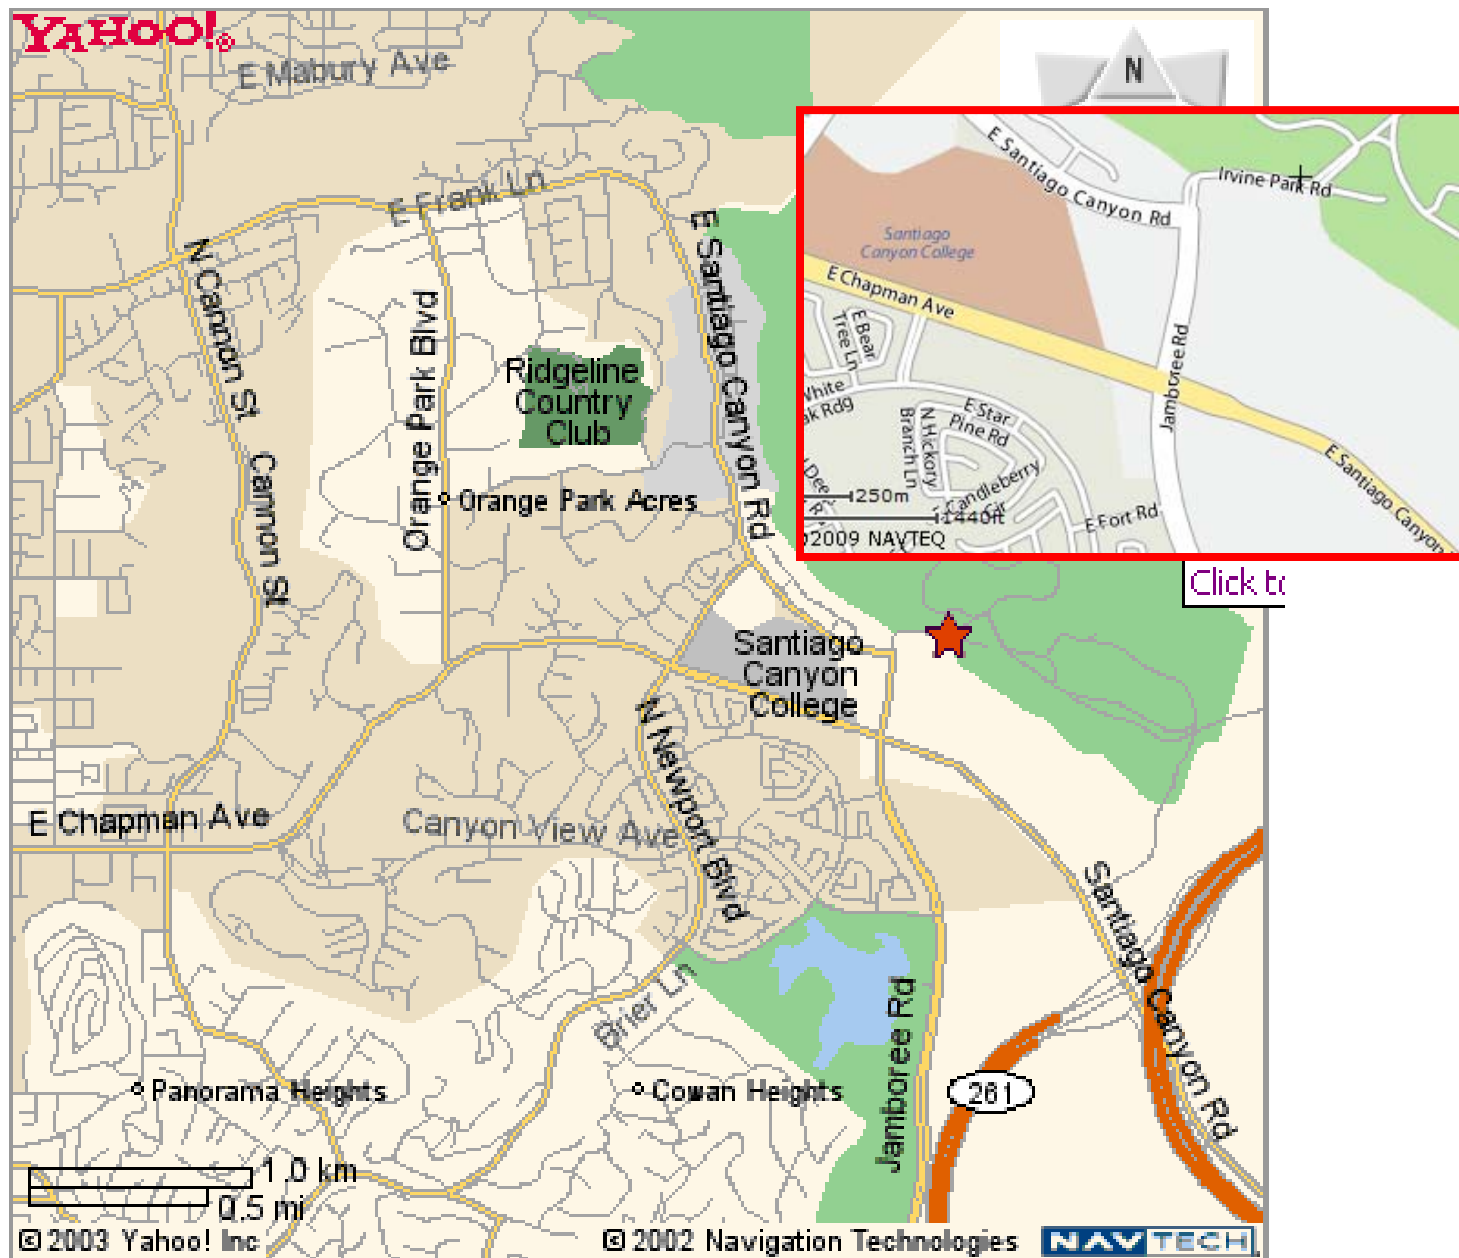 YAHOO!®
E Mabury Ave
N
E Frank Ln
N Cannon St
Cannon St
Orange Park Blvd
Ridgeline
Country
Club
Orange Park Acres
E Santiago Canyon Rd
E Santiago Canyon Rd
Irvine Park Rd
Santiago
Canyon College
E Chapman Ave
E Bear
Tree Ln
White
ak Rdg
E Star
Pine Rd
N Hickory
Branch Ln
Candleberry
Cir
E Fort Rd
Jamboree Rd
E Santiago Canyon
250m
1440ft
©2009 NAVTEQ
Click to
Santiago
Canyon
College
N Newport Blvd
E Chapman Ave
Canyon View Ave
Brier Ln
Santiago Canyon Rd
Jamboree Rd
261
Panorama Heights
Cowan Heights
1.0 km
0.5 mi
© 2003 Yahoo! Inc
© 2002 Navigation Technologies
NAVTECH